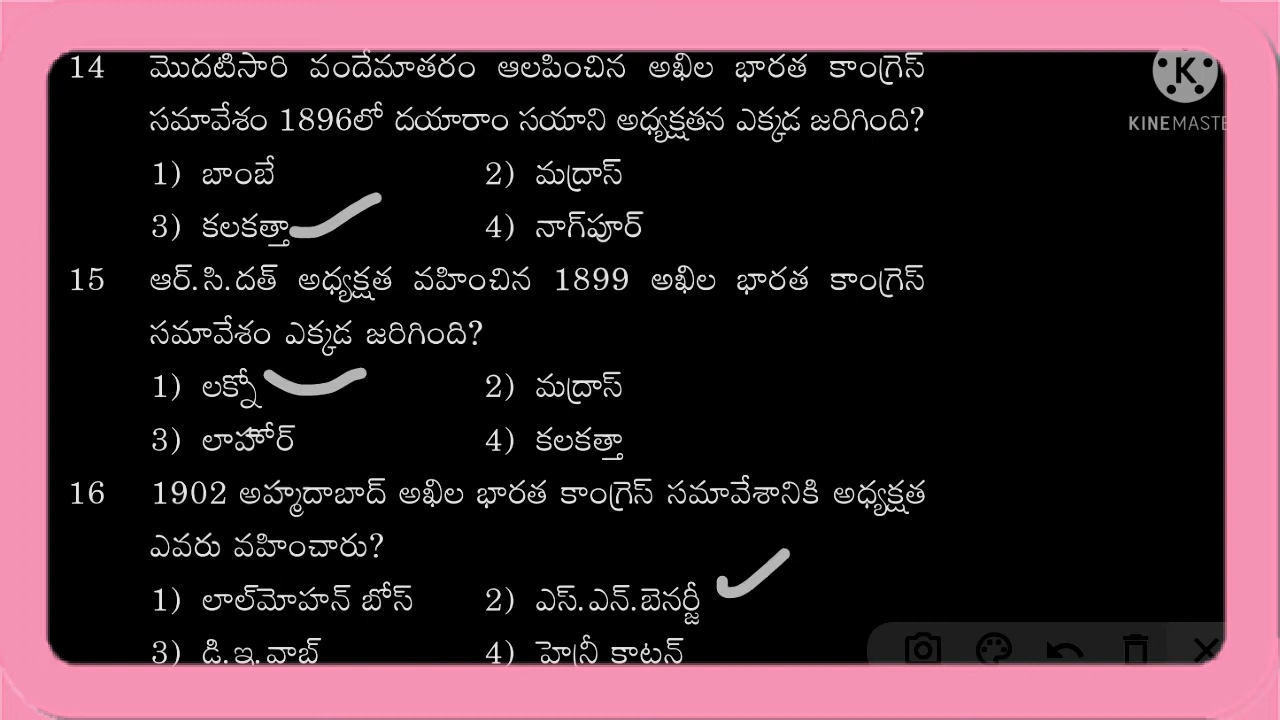 14 మొదటిసారి వందేమాతరం ఆలపించిన అఖిల భారత కాంగ్రెస్
సమావేశం 1896లో దయారాం సయాని అధ్యక్షతన ఎక్కడ జరిగింది?
1) బాంబే 2) మద్రాస్
3) కలకత్తా 4) నాగ్‌పూర్
15 ఆర్.సి.దత్ అధ్యక్షత వహించిన 1899 అఖిల భారత కాంగ్రెస్
సమావేశం ఎక్కడ జరిగింది?
1) లక్నో 2) మద్రాస్
3) లాహోర్ 4) కలకత్తా
16 1902 అహ్మదాబాద్ అఖిల భారత కాంగ్రెస్ సమావేశానికి అధ్యక్షత
ఎవరు వహించారు?
1) లాల్‌మోహన్ బోస్ 2) ఎస్.ఎన్.బెనర్జీ
3) డి.ఇ.వాబ్ 4) హెన్రీ కాటన్
K
KINEMASTE